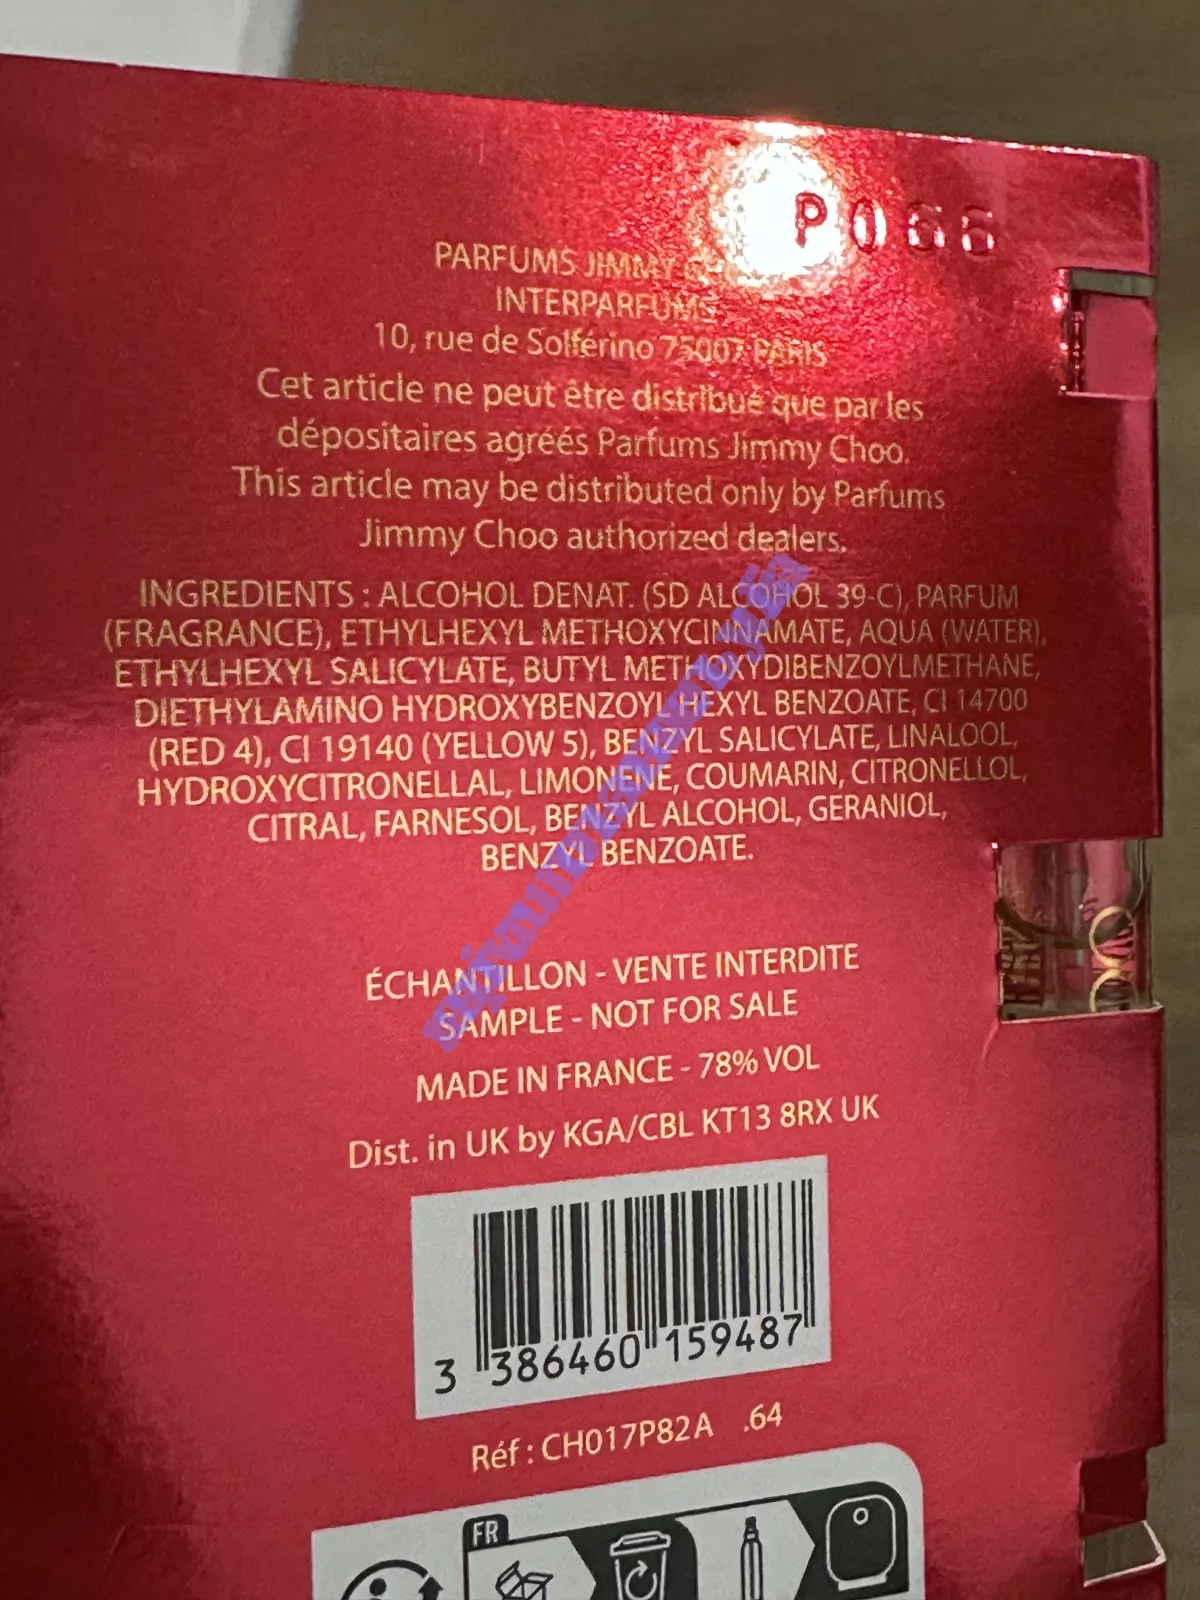 P066
PARFUMS JIMMY
INTERPARFUMS
10, rue de Solférino 75007 PARIS
Cet article ne peut être distribué que par les
dépositaires agréés Parfums Jimmy Choo.
This article may be distributed only by Parfums
Jimmy Choo authorized dealers.
INGREDIENTS : ALCOHOL DENAT. (SD ALCOHOL 39-C), PARFUM
(FRAGRANCE), ETHYLHEXYL METHOXYCINNAMATE, AQUA (WATER),
ETHYLHEXYL SALICYLATE, BUTYL METHOXYDIBENZOYLMETHANE,
DIETHYLAMINO HYDROXYBENZOYL HEXYL BENZOATE, CI 14700
(RED 4), CI 19140 (YELLOW 5), BENZYL SALICYLATE, LINALOOL,
HYDROXYCITRONELLAL, LIMONENE, COUMARIN, CITRONELLOL,
CITRAL, FARNESOL, BENZYL ALCOHOL, GERANIOL,
BENZYL BENZOATE.
ÉCHANTILLON - VENTE INTERDITE
SAMPLE - NOT FOR SALE
MADE IN FRANCE - 78% VOL
Dist. in UK by KGA/CBL KT13 8RX UK
3 386460 159487
Réf : CH017P82A .64
FR